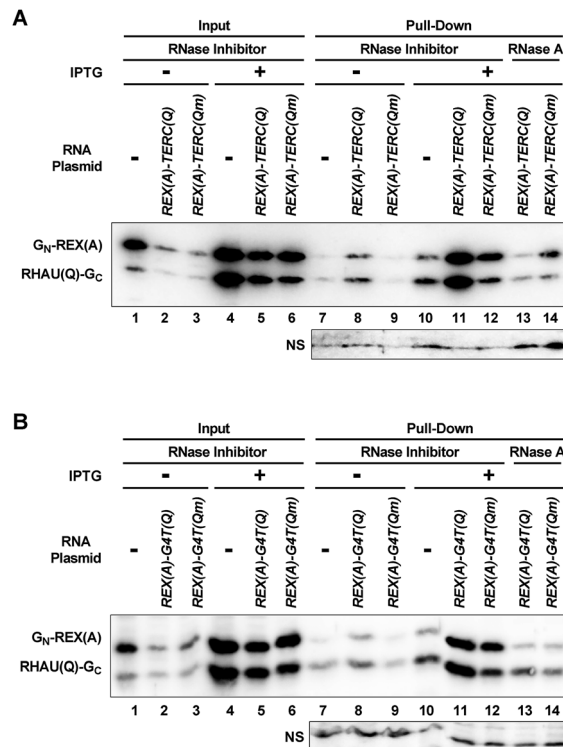 A
Input Pull-Down
RNase Inhibitor RNase Inhibitor RNase A
IPTG - + - +
RNA Plasmid - REX(A)-TERC(Q) REX(A)-TERC(Qm) - REX(A)-TERC(Q) REX(A)-TERC(Qm) - REX(A)-TERC(Q) REX(A)-TERC(Qm) - REX(A)-TERC(Q) REX(A)-TERC(Qm) REX(A)-TERC(Q) REX(A)-TERC(Qm)
GN-REX(A)
RHAU(Q)-GC
1 2 3 4 5 6 7 8 9 10 11 12 13 14
NS
B
Input Pull-Down
RNase Inhibitor RNase Inhibitor RNase A
IPTG - + - +
RNA Plasmid - REX(A)-G4T(Q) REX(A)-G4T(Qm) - REX(A)-G4T(Q) REX(A)-G4T(Qm) - REX(A)-G4T(Q) REX(A)-G4T(Qm) - REX(A)-G4T(Q) REX(A)-G4T(Qm) REX(A)-G4T(Q) REX(A)-G4T(Qm)
GN-REX(A)
RHAU(Q)-GC
1 2 3 4 5 6 7 8 9 10 11 12 13 14
NS